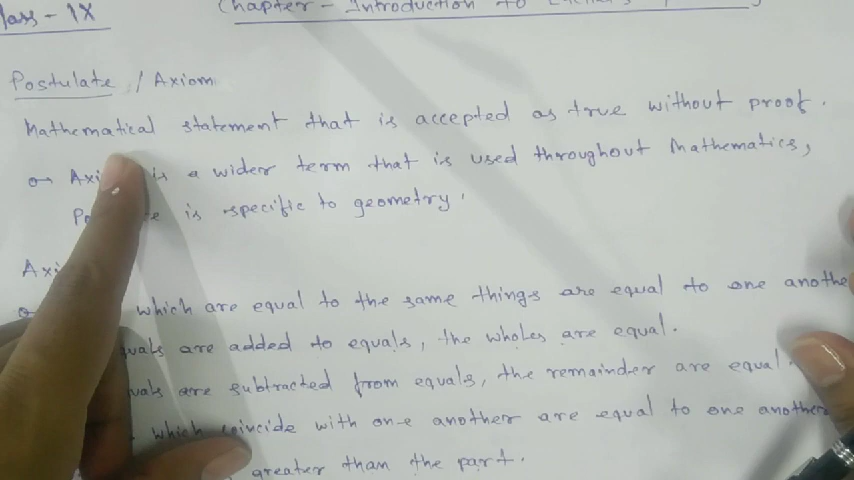 Class - IX
Chapter - Introduction to
Postulate / Axiom
Mathematical statement that is accepted as true without proof.
is a wider term that is used throughout Mathematics,
is specific to geometry.
which are equal to the same things are equal to one
are added to equals, the wholes are equal.
are subtracted from equals, the remainder are equal.
which coincide with one another are equal to one another
greater than the part.